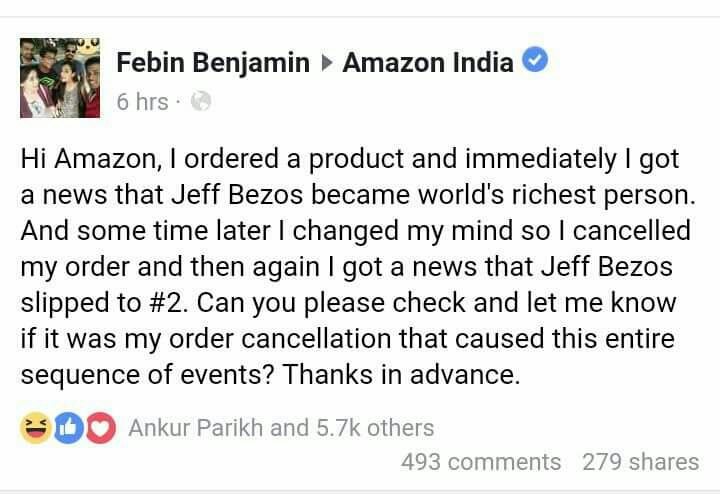 Febin Benjamin ▸ Amazon India
6 hrs ·
Hi Amazon, I ordered a product and immediately I got
a news that Jeff Bezos became world's richest person.
And some time later I changed my mind so I cancelled
my order and then again I got a news that Jeff Bezos
slipped to #2. Can you please check and let me know
if it was my order cancellation that caused this entire
sequence of events? Thanks in advance.
Ankur Parikh and 5.7k others
493 comments 279 shares